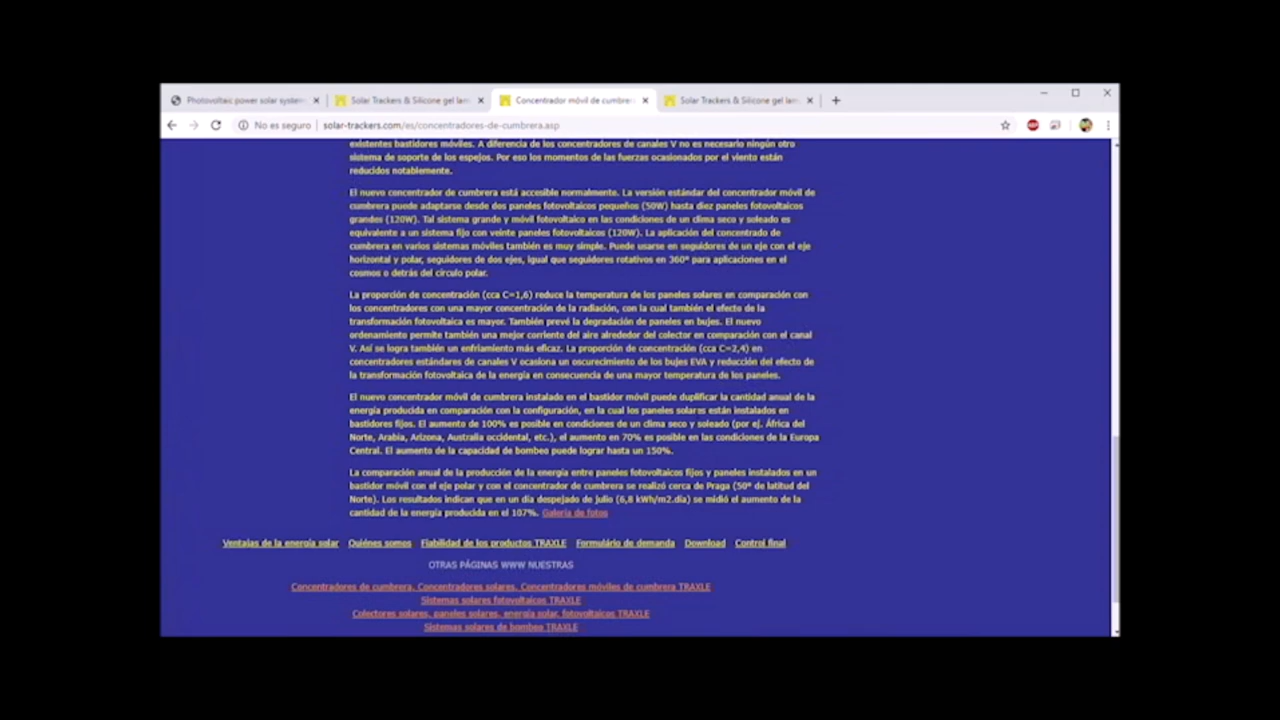 Photovoltaic power solar system
Solar Trackers & Silicone gel lam
Concentrador móvil de cumbrer
Solar Trackers & Silicone gel lam
No es seguro | solar-trackers.com/es/concentradores-de-cumbrera.asp
existentes bastidores móviles. A diferencia de los concentradores de canales V no es necesario ningún otro
sistema de soporte de los espejos. Por eso los momentos de las fuerzas ocasionados por el viento están
reducidos notablemente.
El nuevo concentrador de cumbrera está accesible normalmente. La versión estándar del concentrador móvil de
cumbrera puede adaptarse desde dos paneles fotovoltaicos pequeños (50W) hasta diez paneles fotovoltaicos
grandes (120W). Tal sistema grande y móvil fotovoltaico en las condiciones de un clima seco y soleado es
equivalente a un sistema fijo con veinte paneles fotovoltaicos (120W). La aplicación del concentrado de
cumbrera en varios sistemas móviles también es muy simple. Puede usarse en seguidores de un eje con el eje
horizontal y polar, seguidores de dos ejes, igual que seguidores rotativos en 360° para aplicaciones en el
cosmos o detrás del círculo polar.
La proporción de concentración (cca C=1,6) reduce la temperatura de los paneles solares en comparación con
los concentradores con una mayor concentración de la radiación, con la cual también el efecto de la
transformación fotovoltaica es mayor. También prevé la degradación de paneles en bujes. El nuevo
ordenamiento permite también una mejor corriente del aire alrededor del colector en comparación con el canal
V. Así se logra también un enfriamiento más eficaz. La proporción de concentración (cca C=2,4) en
concentradores estándares de canales V ocasiona un oscurecimiento de los bujes EVA y reducción del efecto de
la transformación fotovoltaica de la energía en consecuencia de una mayor temperatura de los paneles.
El nuevo concentrador móvil de cumbrera instalado en el bastidor móvil puede duplificar la cantidad anual de la
energía producida en comparación con la configuración, en la cual los paneles solares están instalados en
bastidores fijos. El aumento de 100% es posible en condiciones de un clima seco y soleado (por ej. África del
Norte, Arabia, Arizona, Australia occidental, etc.), el aumento en 70% es posible en las condiciones de la Europa
Central. El aumento de la capacidad de bombeo puede lograr hasta un 150%.
La comparación anual de la producción de la energía entre paneles fotovoltaicos fijos y paneles instalados en un
bastidor móvil con el eje polar y con el concentrador de cumbrera se realizó cerca de Praga (50° de latitud del
Norte). Los resultados indican que en un día despejado de julio (6,8 kWh/m2.día) se midió el aumento de la
cantidad de la energía producida en el 107%. Galería de fotos
Ventajas de la energía solar Quiénes somos Fiabilidad de los productos TRAXLE Formulário de demanda Download Control final
OTRAS PÁGINAS WWW NUESTRAS
Concentradores de cumbrera, Concentradores solares, Concentradores móviles de cumbrera TRAXLE
Sistemas solares fotovoltaicos TRAXLE
Colectores solares, paneles solares, energía solar, fotovoltaicos TRAXLE
Sistemas solares de bombeo TRAXLE